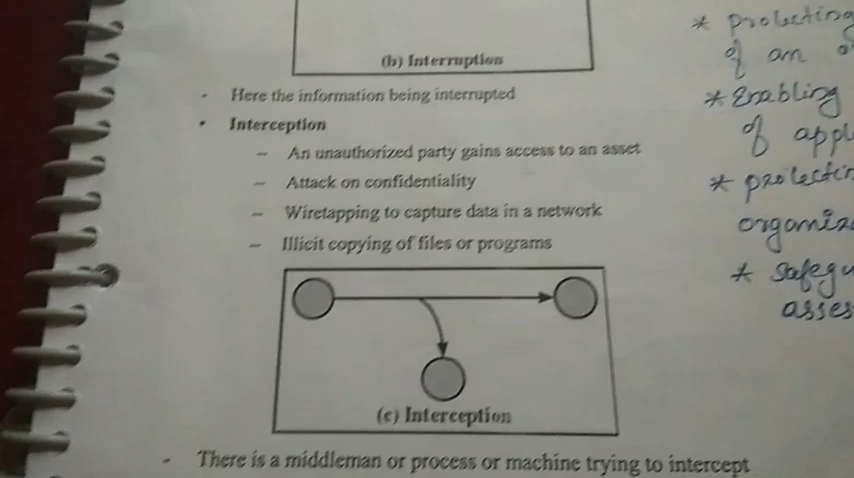 (b) Interruption
- Here the information being interrupted
• Interception
– An unauthorized party gains access to an asset
– Attack on confidentiality
– Wiretapping to capture data in a network
– Illicit copying of files or programs
(c) Interception
- There is a middleman or process or machine trying to intercept
* protecting
of an
* Enabling
of appl
* protectin
organiza
* safegu
asses